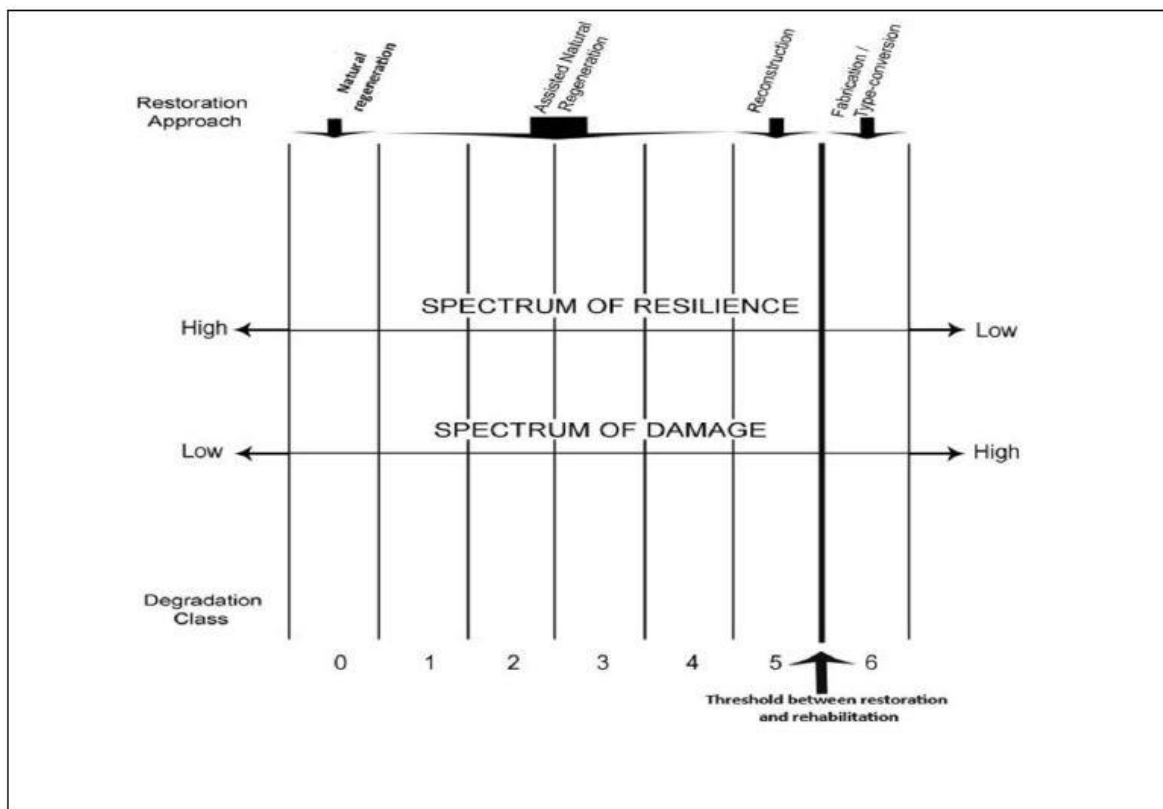 Natural
regeneration
Assisted Natural
Regeneration
Reconstruction
Fabrication /
Type-conversion
Restoration
Approach
SPECTRUM OF RESILIENCE
High
Low
SPECTRUM OF DAMAGE
Low
High
Degradation
Class
0 1 2 3 4 5 6
Threshold between restoration
and rehabilitation